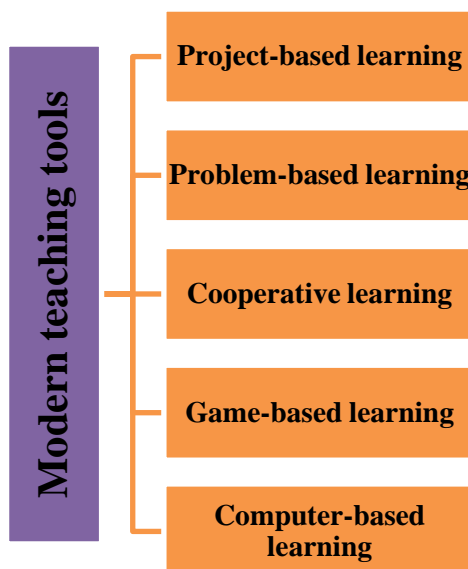 Modern teaching tools
Project-based learning
Problem-based learning
Cooperative learning
Game-based learning
Computer-based
learning